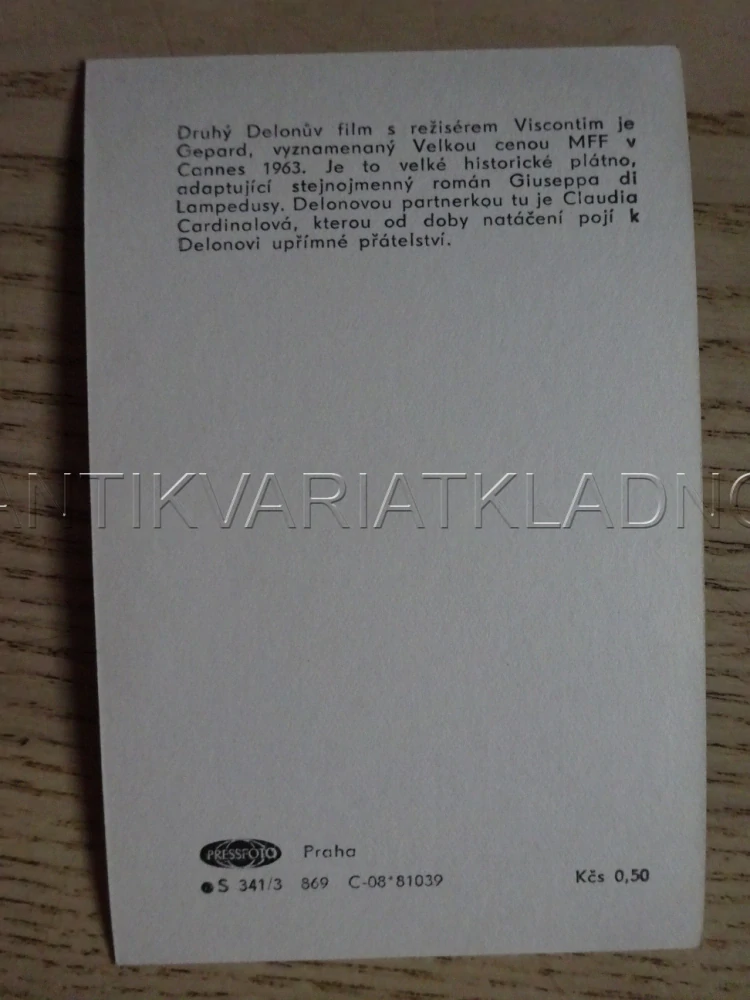 Druhý Delonův film s režisérem Viscontim je
Gepard, vyznamenaný Velkou cenou MFF v
Cannes 1963. Je to velké historické plátno,
adaptující stejnojmenný román Giuseppa di
Lampedusy. Delonovou partnerkou tu je Claudia
Cardinalová, kterou od doby natáčení pojí k
Delonovi upřímné přátelství.
ANTIKVARIATKLADNO
PRESSFOTO Praha
S 341/3 869 C-08*81039 Kčs 0,50